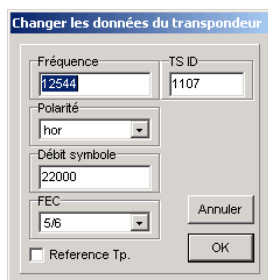 Changer les données du transpondeur
Fréquence
TS ID
12544
1107
Polarité
hor
Débit symbole
22000
FEC
5/6
Annuler
Reference Tp.
OK